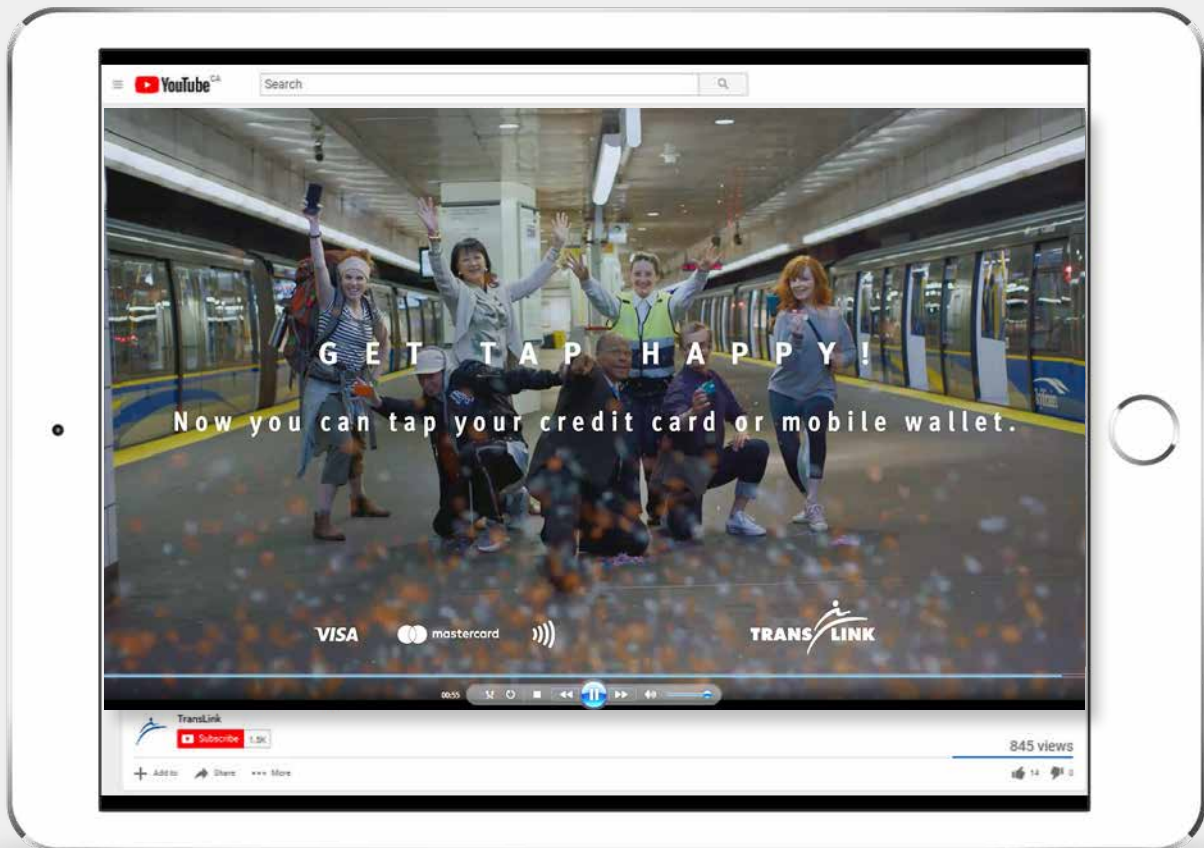 YouTube CA
Search
GET TAP HAPPY!
Now you can tap your credit card or mobile wallet.
VISA mastercard TRANSLINK
00:55
TransLink
Subscribe 1.5K
845 views
Add to Share More 14 0